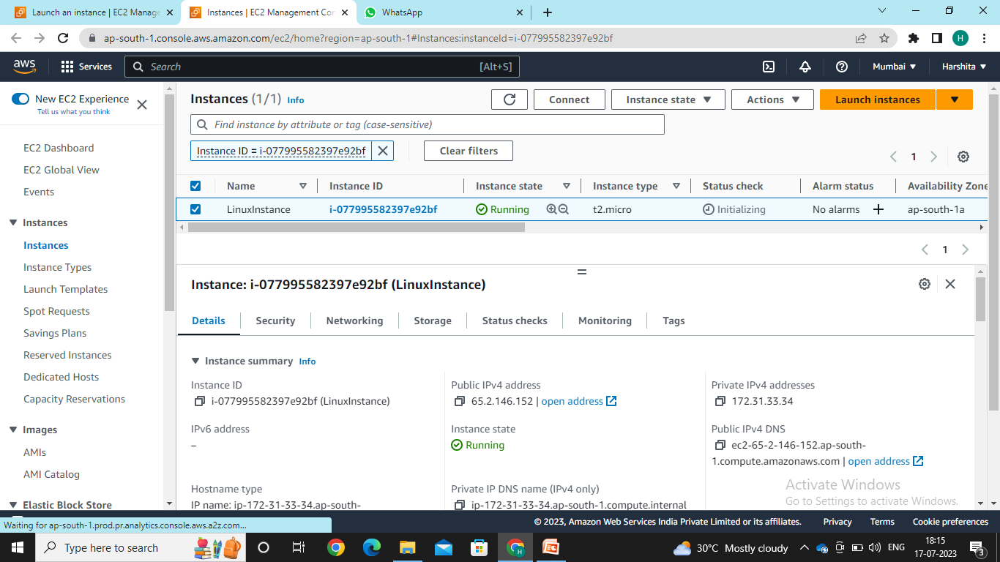 Launch an instance | EC2 Manage
Instances | EC2 Management Con
WhatsApp
ap-south-1.console.aws.amazon.com/ec2/home?region=ap-south-1#Instances:instanceId=i-077995582397e92bf
H
aws
Services
Search
[Alt+S]
Mumbai
Harshita
New EC2 Experience
Tell us what you think
EC2 Dashboard
EC2 Global View
Events
Instances
Instances
Instance Types
Launch Templates
Spot Requests
Savings Plans
Reserved Instances
Dedicated Hosts
Capacity Reservations
Images
AMIs
AMI Catalog
Elastic Block Store
Instances (1/1) Info
Connect
Instance state
Actions
Launch instances
Find instance by attribute or tag (case-sensitive)
Instance ID = i-077995582397e92bf
Clear filters
1
Name Instance ID Instance state Instance type Status check Alarm status Availability Zone
LinuxInstance i-077995582397e92bf Running t2.micro Initializing No alarms ap-south-1a
1
Instance: i-077995582397e92bf (LinuxInstance)
Details Security Networking Storage Status checks Monitoring Tags
Instance summary Info
Instance ID
i-077995582397e92bf (LinuxInstance)
Public IPv4 address
65.2.146.152 | open address
Private IPv4 addresses
172.31.33.34
IPv6 address
–
Instance state
Running
Public IPv4 DNS
ec2-65-2-146-152.ap-south-
1.compute.amazonaws.com | open address
Hostname type
IP name: ip-172-31-33-34.ap-south-
Private IP DNS name (IPv4 only)
ip-172-31-33-34.ap-south-1.compute.internal
Activate Windows
Go to Settings to activate Windows.
Waiting for ap-south-1.prod.pr.analytics.console.aws.a2z.com...
© 2023, Amazon Web Services India Private Limited or its affiliates. Privacy Terms Cookie preferences
Type here to search
30°C Mostly cloudy
ENG
18:15
17-07-2023
3